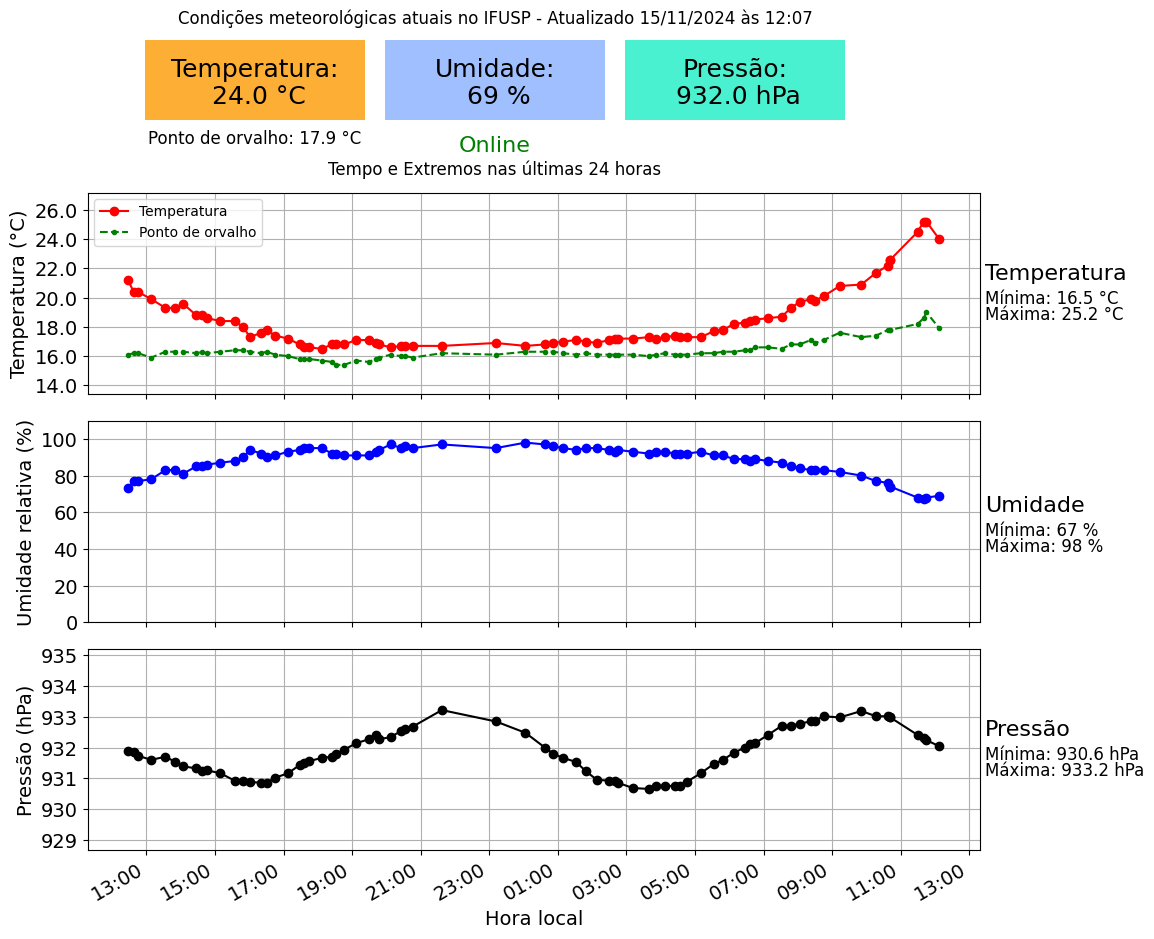 Condições meteorológicas atuais no IFUSP - Atualizado 15/11/2024 às 12:07
Temperatura:
24.0 °C
Umidade:
69 %
Pressão:
932.0 hPa
Ponto de orvalho: 17.9 °C
Online
Tempo e Extremos nas últimas 24 horas
Temperatura (°C)
26.0
24.0
22.0
20.0
18.0
16.0
14.0
Temperatura
Ponto de orvalho
Temperatura
Mínima: 16.5 °C
Máxima: 25.2 °C
Umidade relativa (%)
100
80
60
40
20
0
Umidade
Mínima: 67 %
Máxima: 98 %
Pressão (hPa)
935
934
933
932
931
930
929
Pressão
Mínima: 930.6 hPa
Máxima: 933.2 hPa
13:00 15:00 17:00 19:00 21:00 23:00 01:00 03:00 05:00 07:00 09:00 11:00 13:00
Hora local